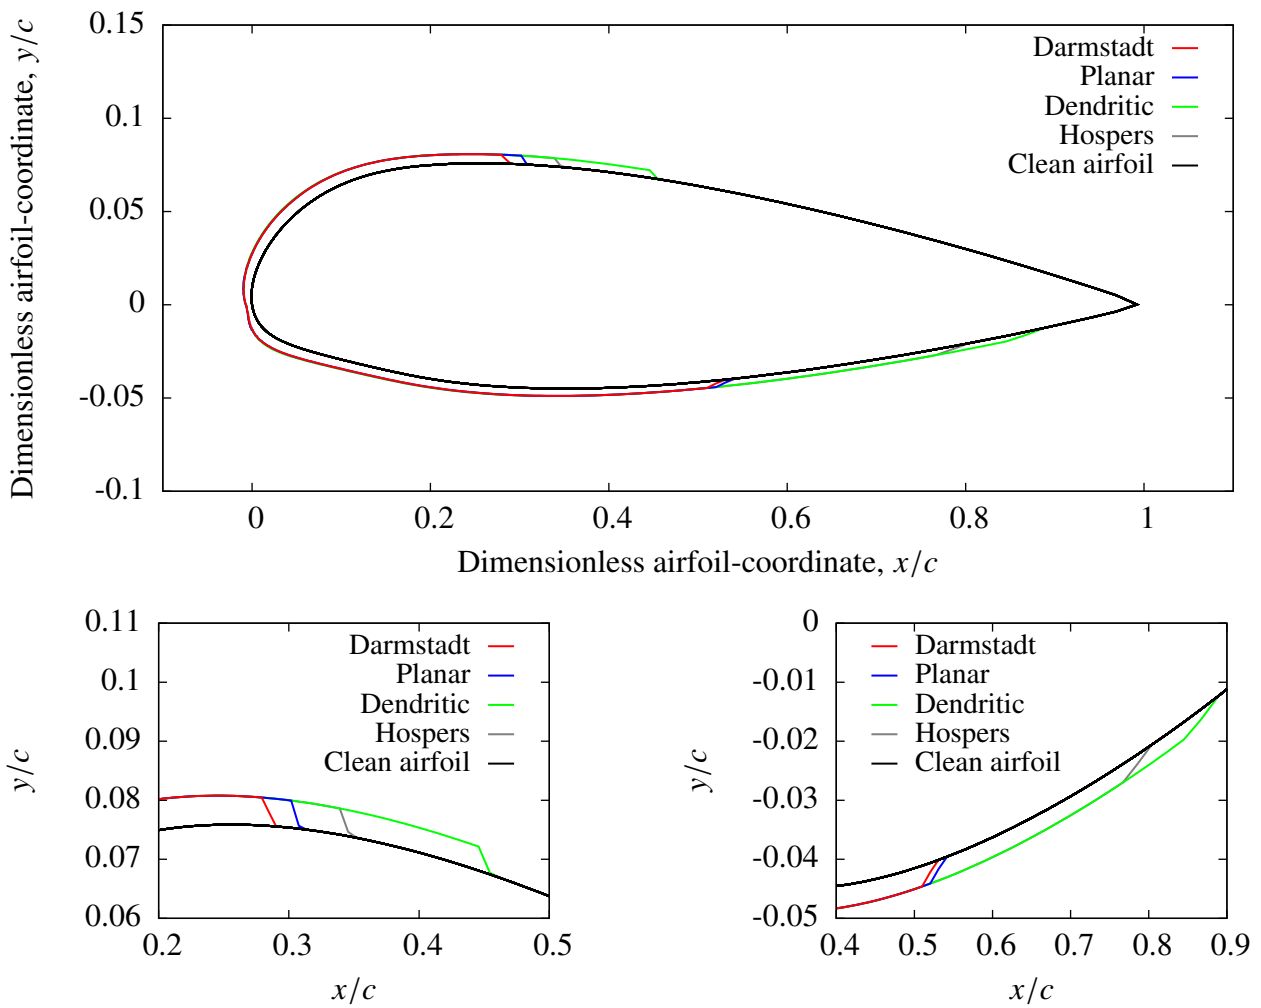 Dimensionless airfoil-coordinate, y/c
0.15
0.1
0.05
0
-0.05
-0.1
Darmstadt
Planar
Dendritic
Hospers
Clean airfoil
0 0.2 0.4 0.6 0.8 1
Dimensionless airfoil-coordinate, x/c
y/c
0.11
0.1
0.09
0.08
0.07
0.06
Darmstadt
Planar
Dendritic
Hospers
Clean airfoil
0.2 0.3 0.4 0.5
x/c
y/c
0
-0.01
-0.02
-0.03
-0.04
-0.05
Darmstadt
Planar
Dendritic
Hospers
Clean airfoil
0.4 0.5 0.6 0.7 0.8 0.9
x/c